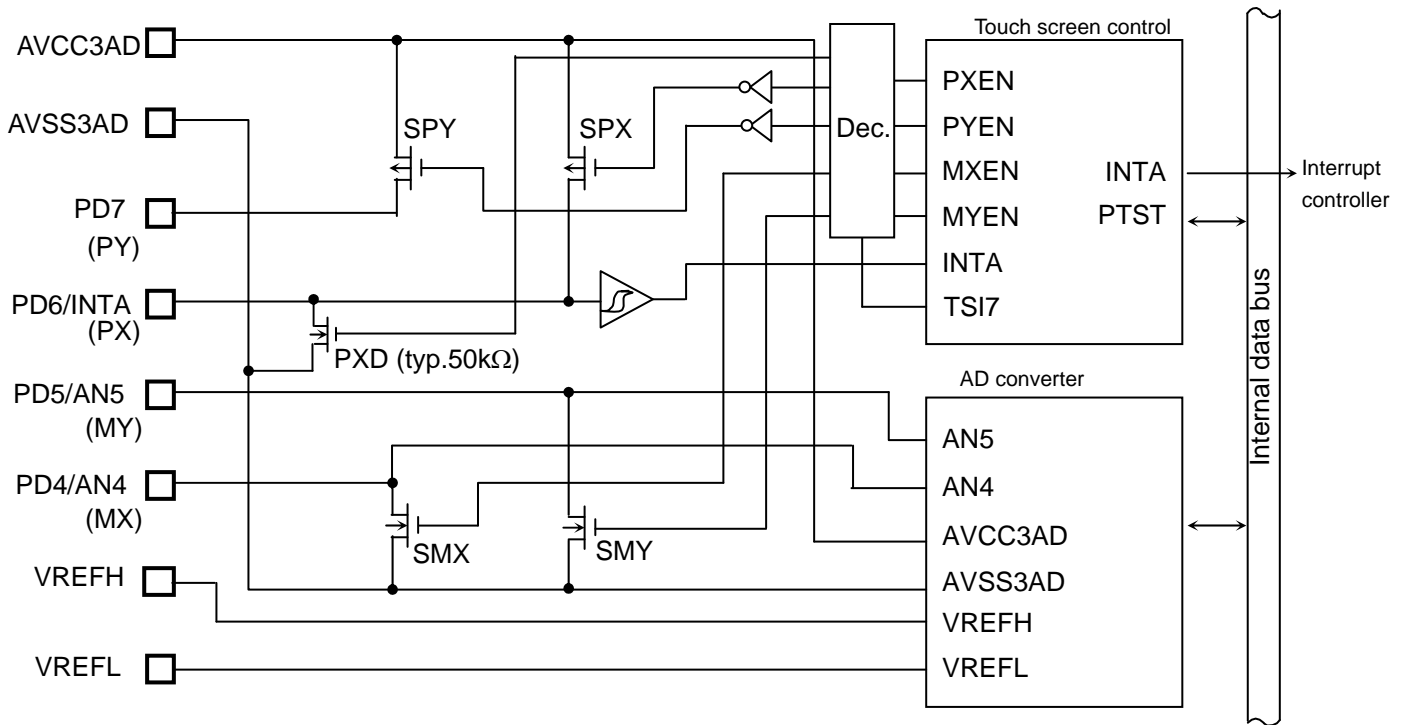 AVCC3AD
AVSS3AD
PD7
(PY)
PD6/INTA
(PX)
PD5/AN5
(MY)
PD4/AN4
(MX)
VREFH
VREFL
SPY
SPX
PXD (typ.50kΩ)
SMX
SMY
Dec.
Touch screen control
PXEN
PYEN
MXEN
MYEN
INTA
TSI7
INTA
PTST
Interrupt
controller
AD converter
AN5
AN4
AVCC3AD
AVSS3AD
VREFH
VREFL
Internal data bus